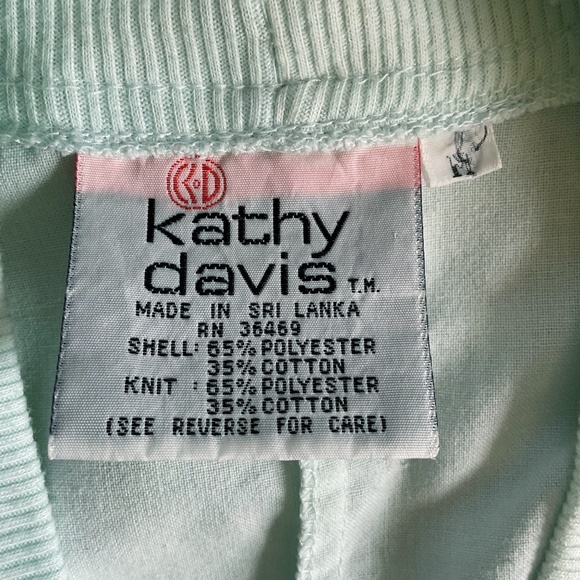 K·D
kathy
davis T.M.
MADE IN SRI LANKA
RN 36469
SHELL: 65% POLYESTER
35% COTTON
KNIT : 65% POLYESTER
35% COTTON
(SEE REVERSE FOR CARE)